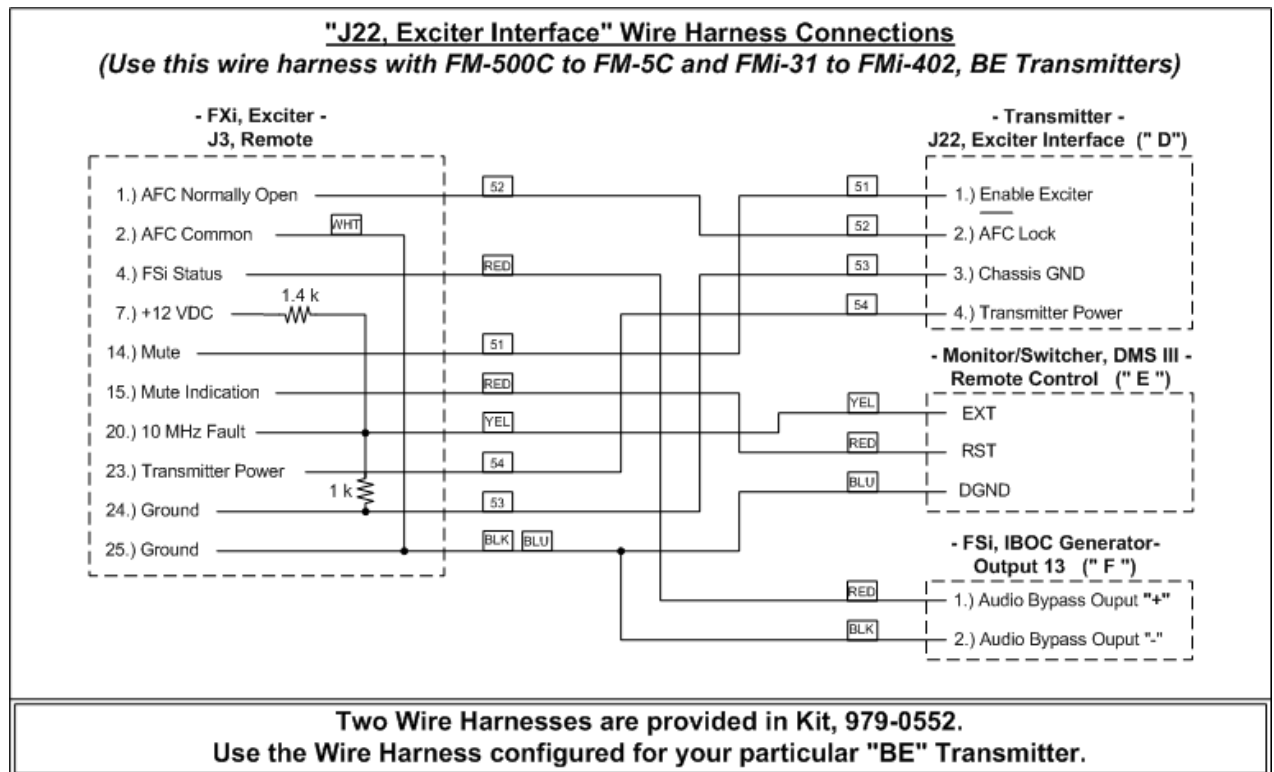 "J22, Exciter Interface" Wire Harness Connections
(Use this wire harness with FM-500C to FM-5C and FMi-31 to FMi-402, BE Transmitters)
- FXi, Exciter -
J3, Remote
1.) AFC Normally Open
2.) AFC Common
4.) FSi Status
7.) +12 VDC
14.) Mute
15.) Mute Indication
20.) 10 MHz Fault
23.) Transmitter Power
24.) Ground
25.) Ground
WHT
1.4 k
1 k
52
RED
51
RED
YEL
54
53
BLK BLU
51
52
53
54
YEL
RED
BLU
RED
BLK
- Transmitter -
J22, Exciter Interface (" D")
1.) Enable Exciter
2.) AFC Lock
3.) Chassis GND
4.) Transmitter Power
- Monitor/Switcher, DMS III -
Remote Control (" E ")
EXT
RST
DGND
- FSi, IBOC Generator-
Output 13 (" F ")
1.) Audio Bypass Ouput "+"
2.) Audio Bypass Ouput "-"
Two Wire Harnesses are provided in Kit, 979-0552.
Use the Wire Harness configured for your particular "BE" Transmitter.